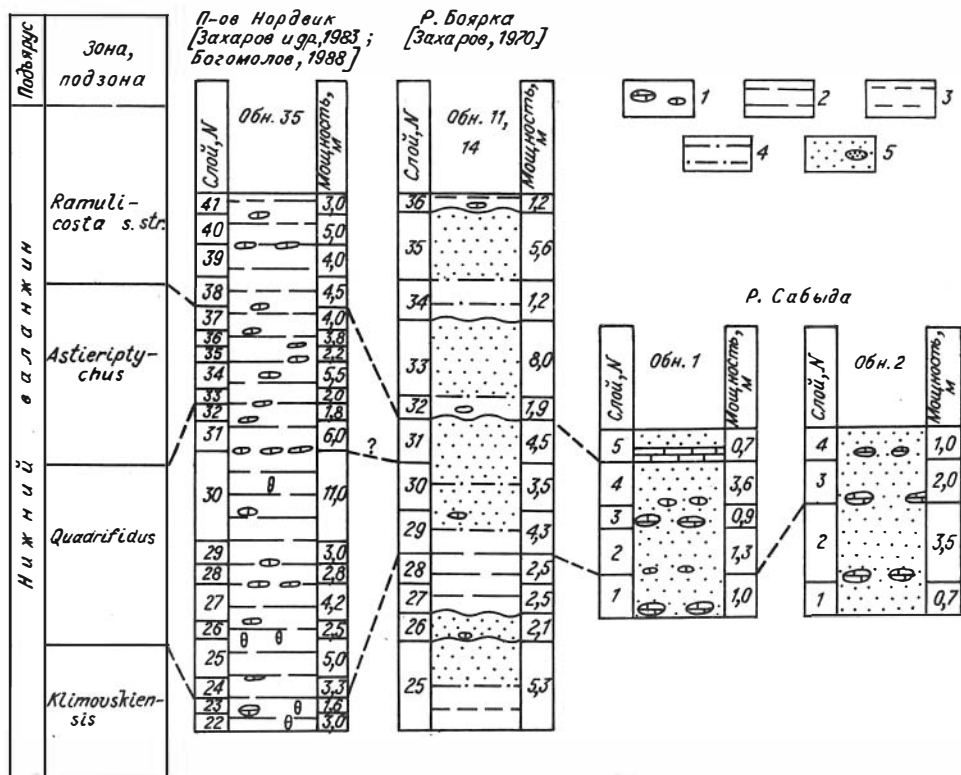 Подъярус
Зона, подзона
Нижний валанжин
Ramuli-
costa s. str.
Astieripty-
chus
Quadrifidus
Klimovskien-
sis
П-ов Нордвик
[Захаров и др., 1983;
Богомолов, 1988]
Слой, N
Обн. 35
Мощность, м
41 3,0
40 5,0
39 4,0
38 4,5
37 4,0
36 3,8
35 2,2
34 5,5
33 2,0
32 1,8
31 6,0
30 11,0
29 3,0
28 2,8
27 4,2
26 2,5
25 5,0
24 3,3
23 1,6
22 3,0
?
Р. Боярка
[Захаров, 1970]
Слой, N
Обн. 11,
14
Мощность, м
36 1,2
35 5,6
34 1,2
33 8,0
32 1,9
31 4,5
30 3,5
29 4,3
28 2,5
27 2,5
26 2,1
25 5,3
1
2
3
4
5
Р. Сабыда
Слой, N
Обн. 1
Мощность, м
5 0,7
4 3,6
3 0,9
2 1,3
1 1,0
Слой, N
Обн. 2
Мощность, м
4 1,0
3 2,0
2 3,5
1 0,7